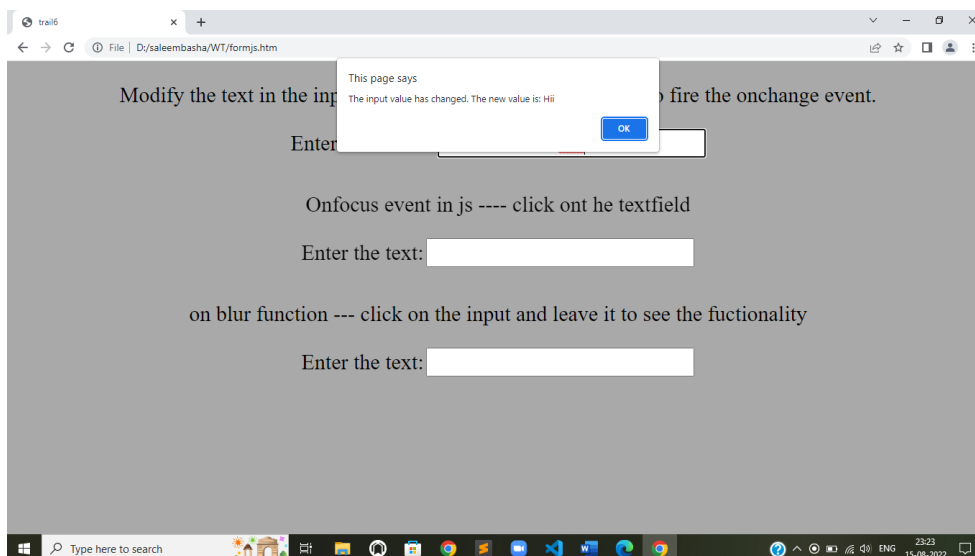 trail6
File | D:/saleembasha/WT/formjs.htm
This page says
The input value has changed. The new value is: Hii
OK
Modify the text in the inp fire the onchange event.
Enter
Onfocus event in js ---- click ont he textfield
Enter the text:
on blur function --- click on the input and leave it to see the fuctionality
Enter the text:
Type here to search
ENG
23:23
15-08-2022